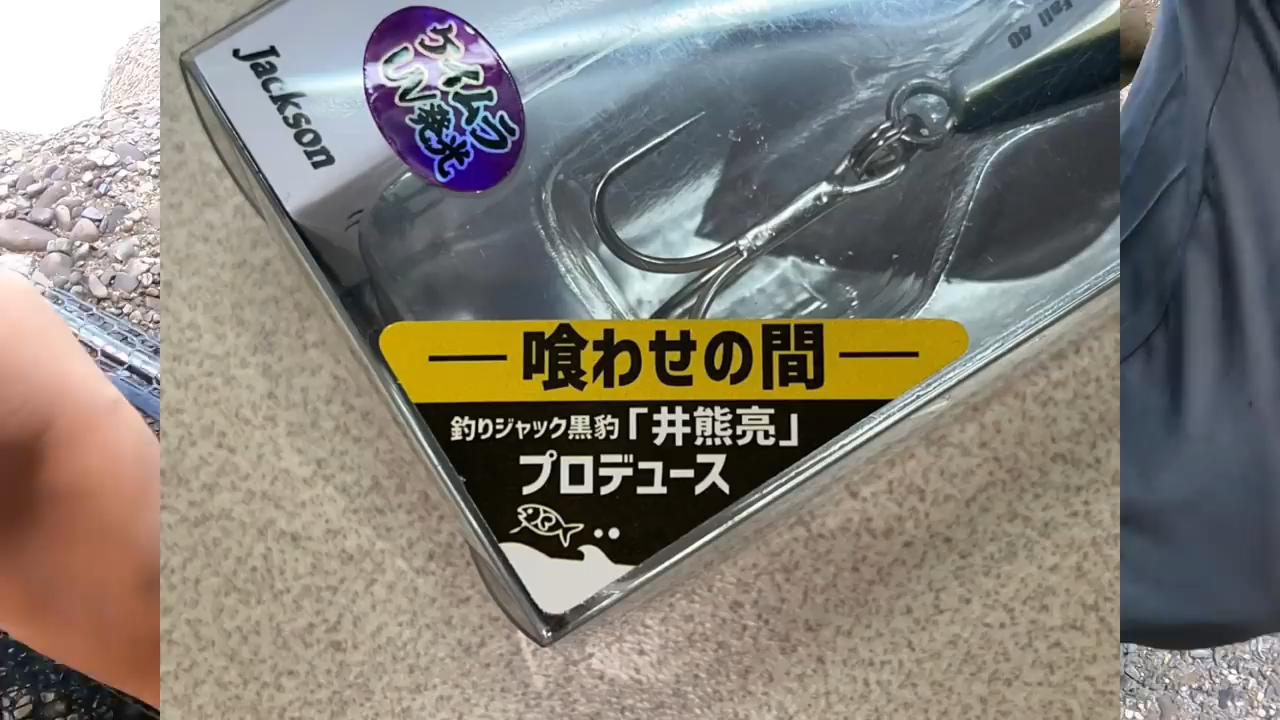 Jackson
ケイムラ
UV発光
Fall 40
喰わせの間
釣りジャック黒豹「井熊亮」
プロデュース